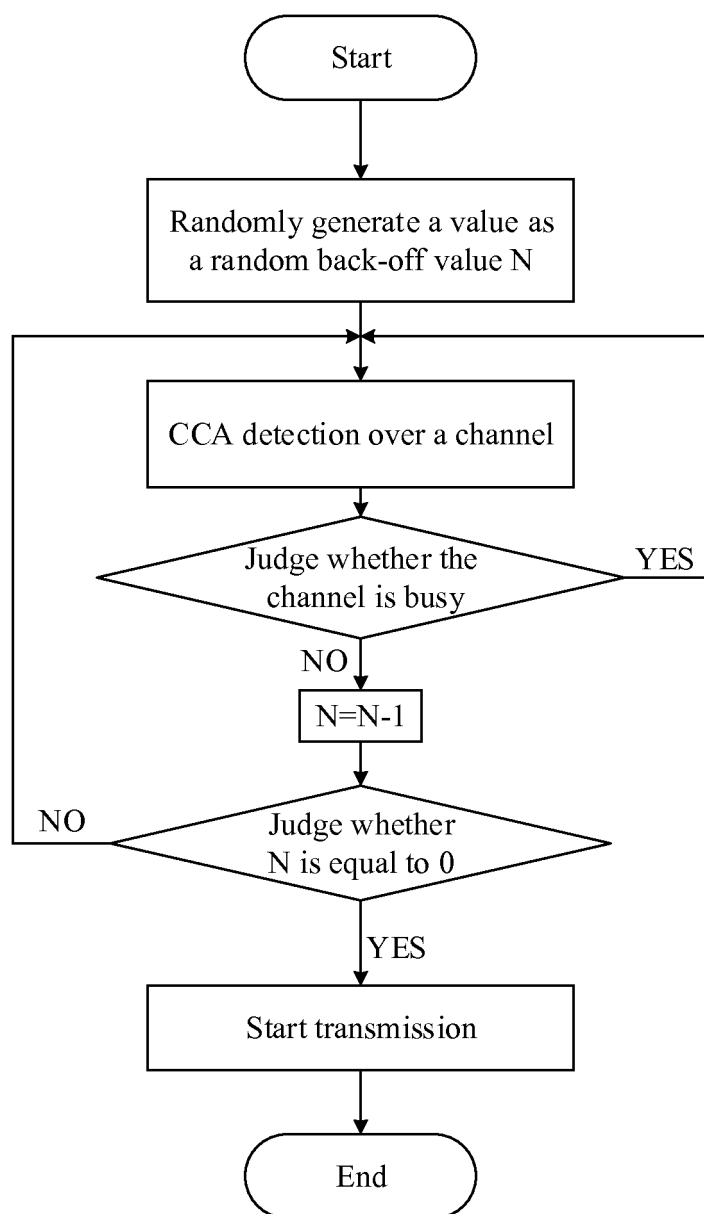 Start
Randomly generate a value as
a random back-off value N
CCA detection over a channel
Judge whether the
channel is busy
YES
NO
N=N-1
NO
Judge whether
N is equal to 0
YES
Start transmission
End